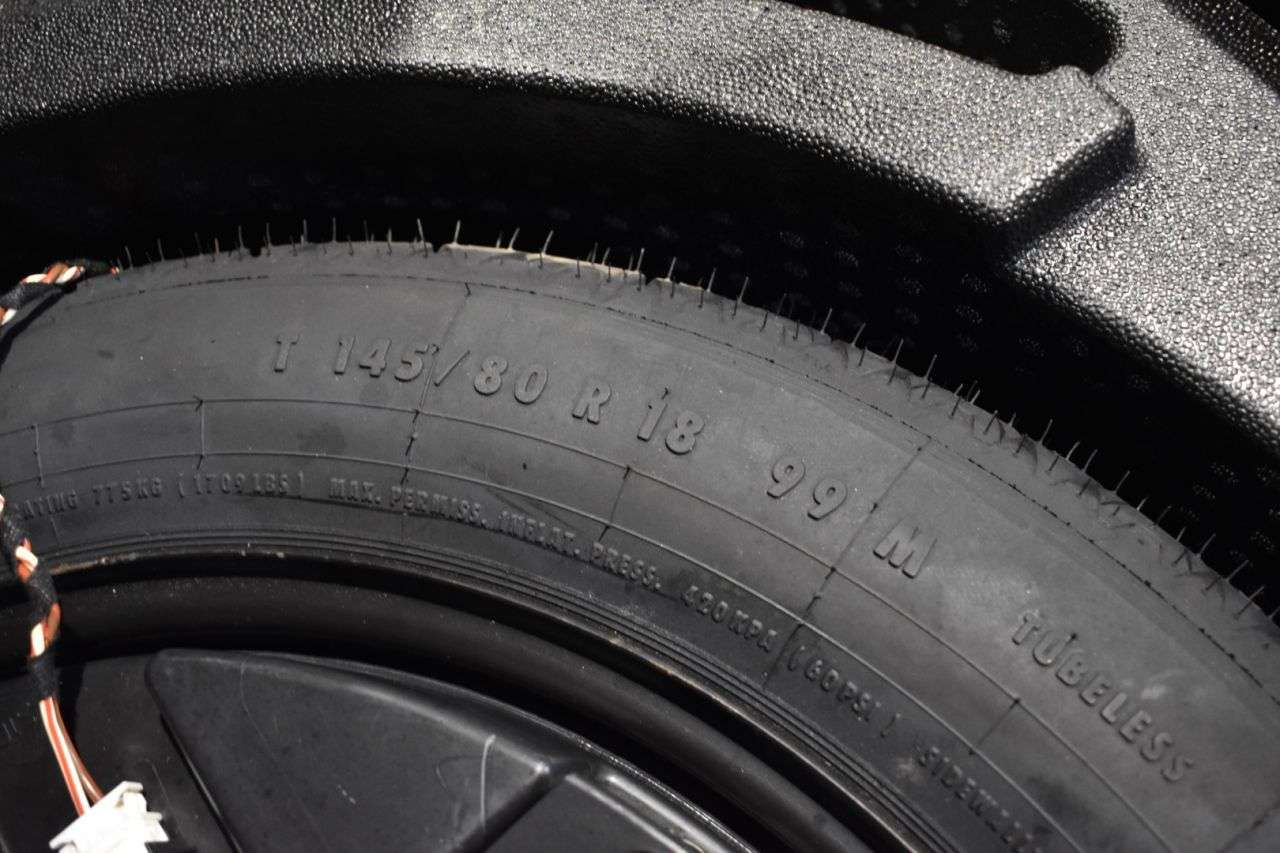 T 145/80 R 18 99 M TUBELESS
775KG (1709LBS) MAX. PERMISS. INFLAT. PRESS. 420KPA (60PSI)